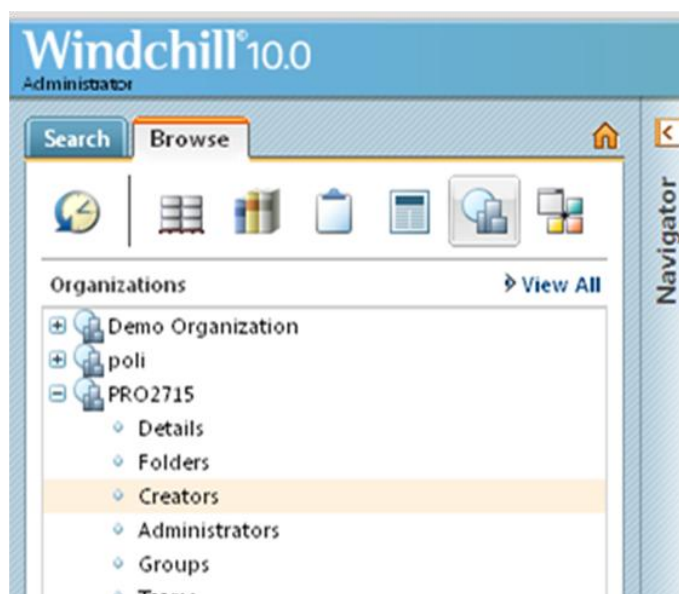 Windchill® 10.0
Administrator
Search Browse
Navigator
Organizations View All
Demo Organization
poli
PRO2715
Details
Folders
Creators
Administrators
Groups